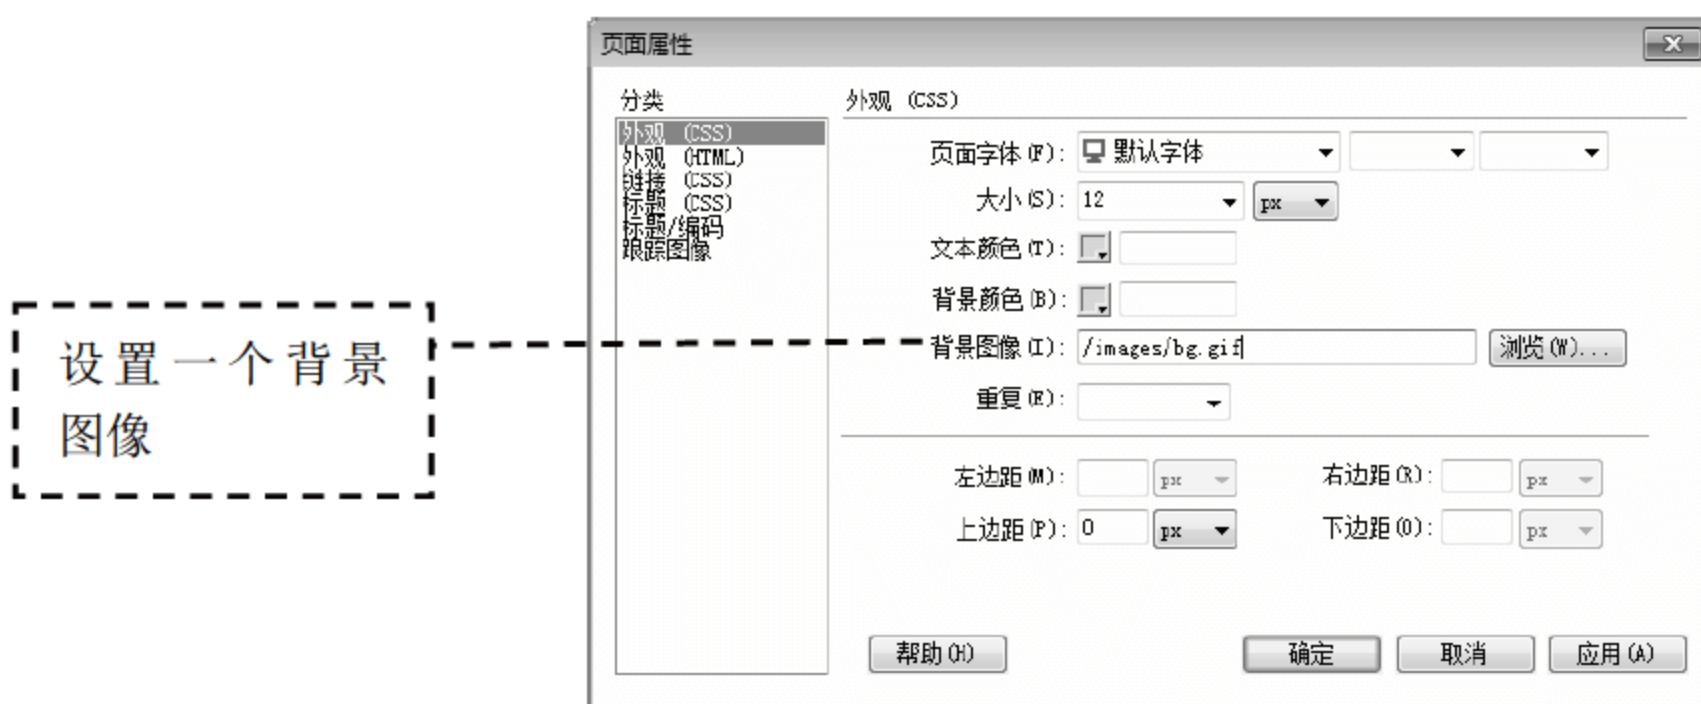 页面属性
分类
外观 (CSS)
外观 (HTML)
链接 (CSS)
标题 (CSS)
标题/编码
跟踪图像
外观 (CSS)
页面字体(F): 默认字体
大小(S): 12 px
文本颜色(T):
背景颜色(B):
背景图像(I): /images/bg.gif 浏览(W)...
重复(E):
左边距(M): px 右边距(R): px
上边距(P): 0 px 下边距(O): px
帮助(H) 确定 取消 应用(A)
设置一个背景
图像